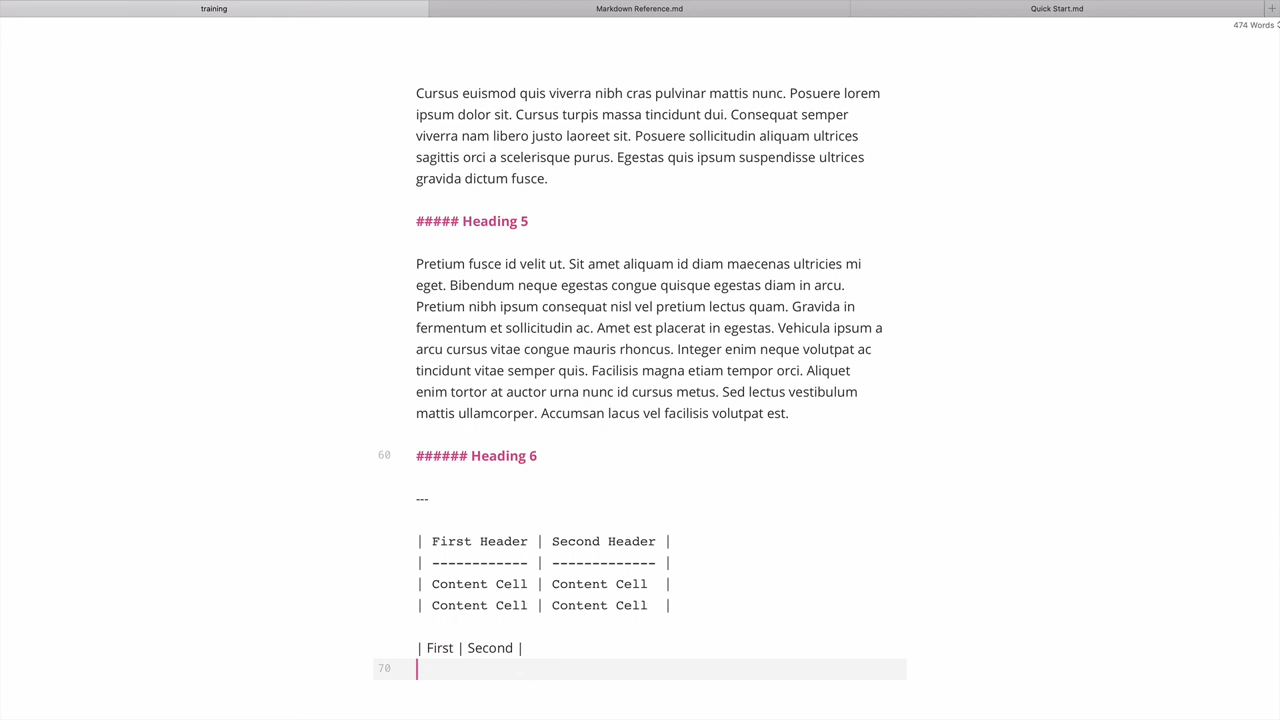 training
Markdown Reference.md
Quick Start.md
+
474 Words
Cursus euismod quis viverra nibh cras pulvinar mattis nunc. Posuere lorem
ipsum dolor sit. Cursus turpis massa tincidunt dui. Consequat semper
viverra nam libero justo laoreet sit. Posuere sollicitudin aliquam ultrices
sagittis orci a scelerisque purus. Egestas quis ipsum suspendisse ultrices
gravida dictum fusce.
##### Heading 5
Pretium fusce id velit ut. Sit amet aliquam id diam maecenas ultricies mi
eget. Bibendum neque egestas congue quisque egestas diam in arcu.
Pretium nibh ipsum consequat nisl vel pretium lectus quam. Gravida in
fermentum et sollicitudin ac. Amet est placerat in egestas. Vehicula ipsum a
arcu cursus vitae congue mauris rhoncus. Integer enim neque volutpat ac
tincidunt vitae semper quis. Facilisis magna etiam tempor orci. Aliquet
enim tortor at auctor urna nunc id cursus metus. Sed lectus vestibulum
mattis ullamcorper. Accumsan lacus vel facilisis volutpat est.
60 ###### Heading 6
---
| First Header | Second Header |
| ------------ | ------------- |
| Content Cell | Content Cell  |
| Content Cell | Content Cell  |
| First | Second |
70